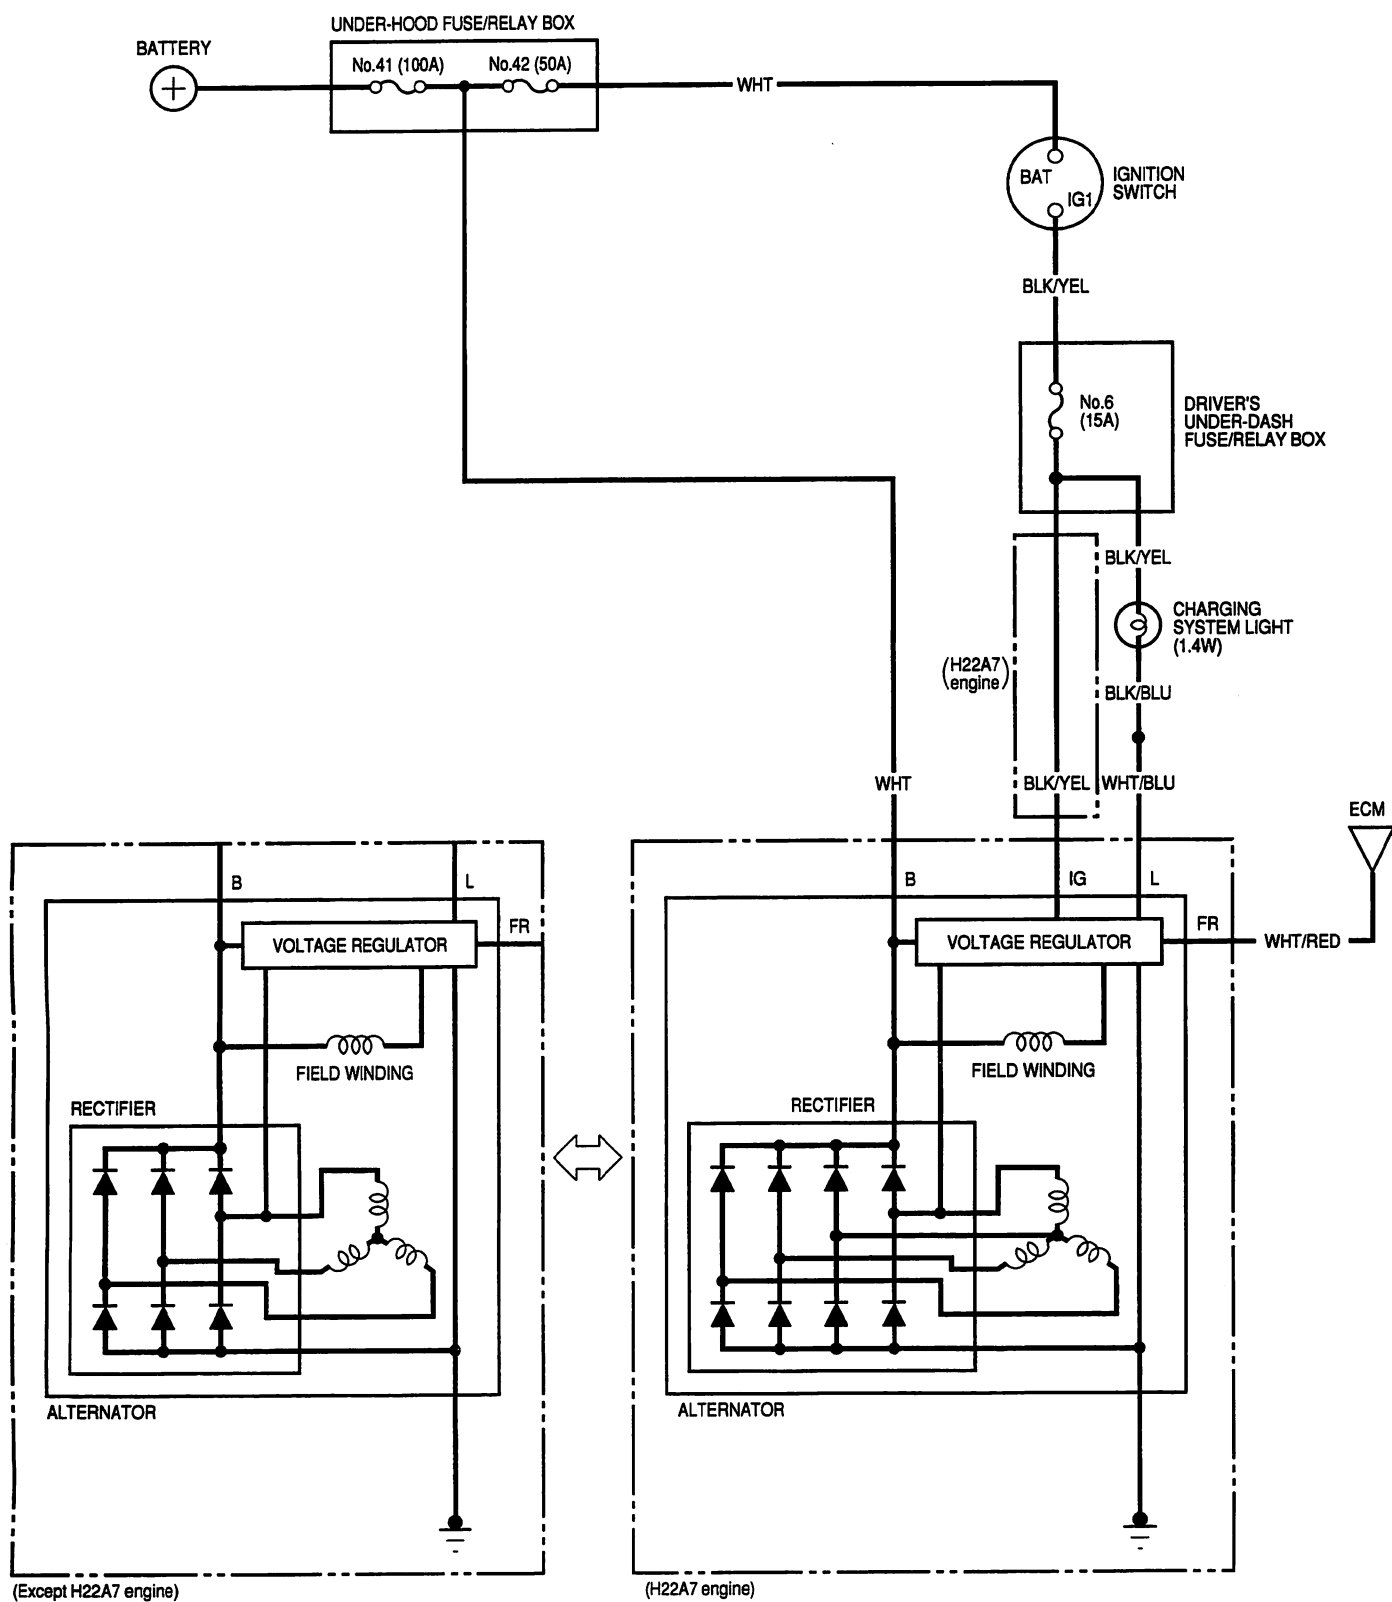 UNDER-HOOD FUSE/RELAY BOX
BATTERY
No.41 (100A)
No.42 (50A)
WHT
BAT
IG1
IGNITION
SWITCH
BLK/YEL
No.6
(15A)
DRIVER'S
UNDER-DASH
FUSE/RELAY BOX
BLK/YEL
CHARGING
SYSTEM LIGHT
(1.4W)
(H22A7
engine)
BLK/BLU
WHT
BLK/YEL
WHT/BLU
ECM
B
L
FR
VOLTAGE REGULATOR
FIELD WINDING
RECTIFIER
ALTERNATOR
(Except H22A7 engine)
B
IG
L
FR
WHT/RED
VOLTAGE REGULATOR
FIELD WINDING
RECTIFIER
ALTERNATOR
(H22A7 engine)